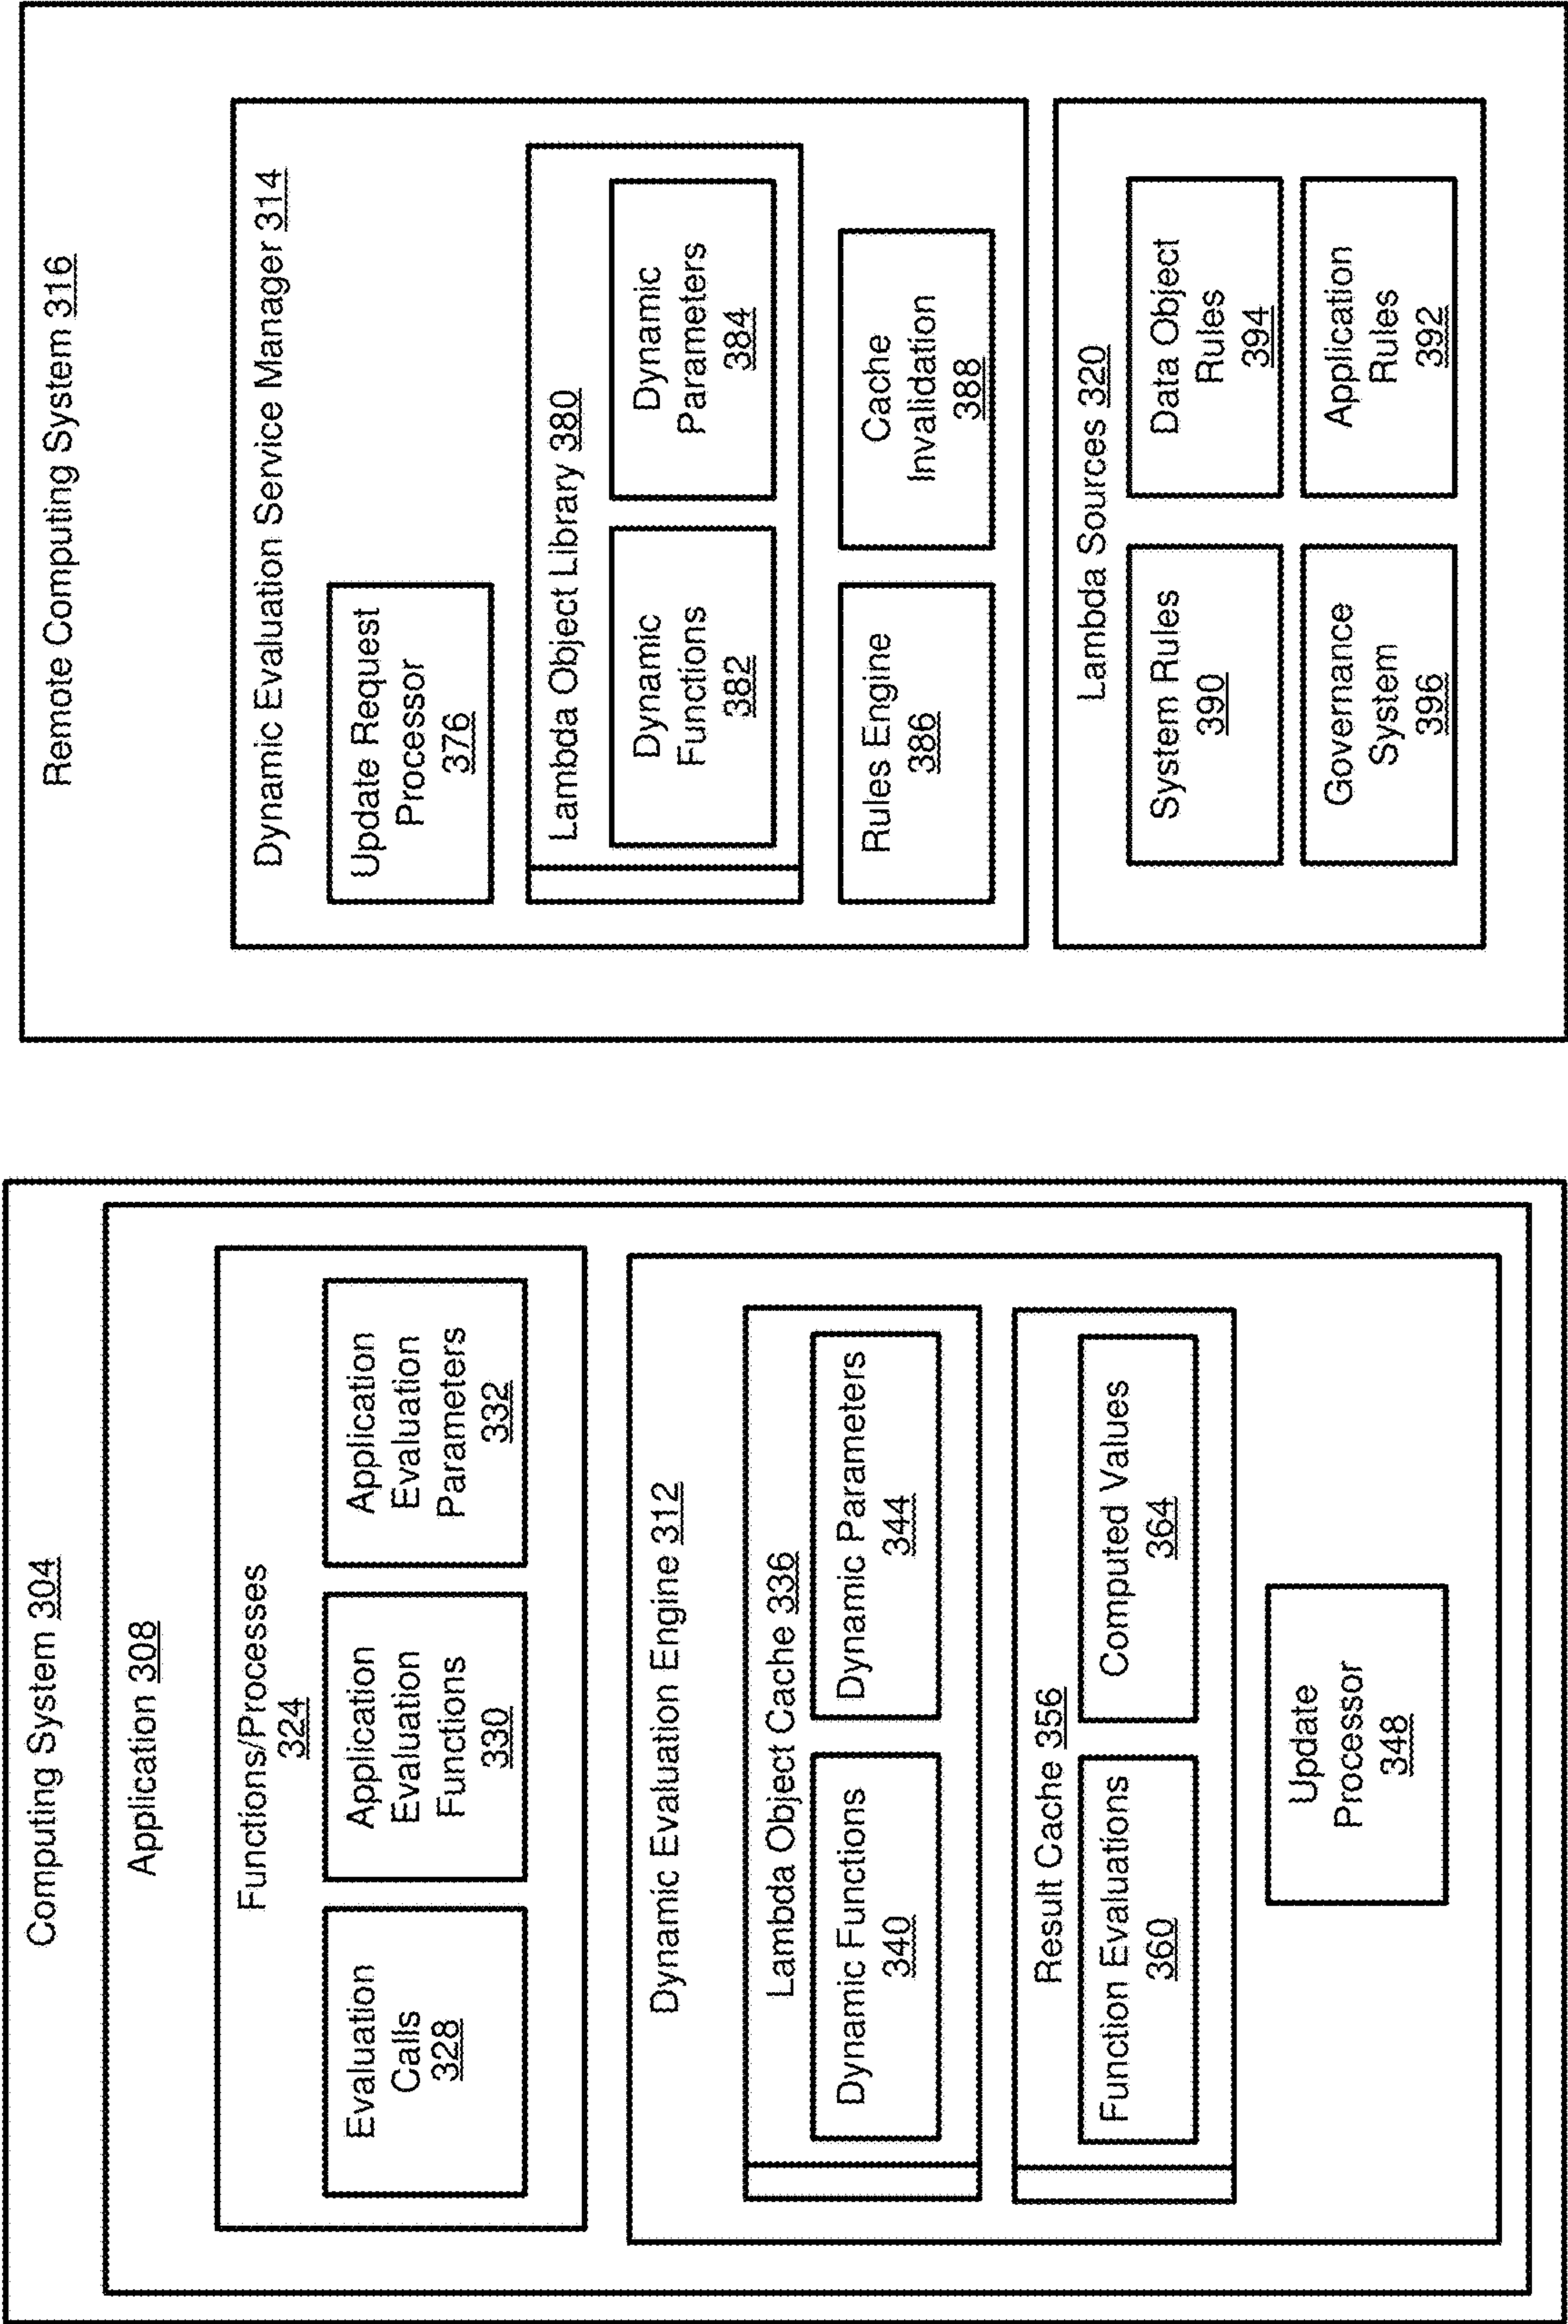 Computing System 304
Application 308
Functions/Processes
324
Evaluation
Calls
328
Application
Evaluation
Functions
330
Application
Evaluation
Parameters
332
Dynamic Evaluation Engine 312
Lambda Object Cache 336
Dynamic Functions
340
Dynamic Parameters
344
Result Cache 356
Function Evaluations
360
Computed Values
364
Update
Processor
348
Remote Computing System 316
Dynamic Evaluation Service Manager 314
Update Request
Processor
376
Lambda Object Library 380
Dynamic
Functions
382
Dynamic
Parameters
384
Rules Engine
386
Cache
Invalidation
388
Lambda Sources 320
System Rules
390
Data Object
Rules
394
Governance
System
396
Application
Rules
392